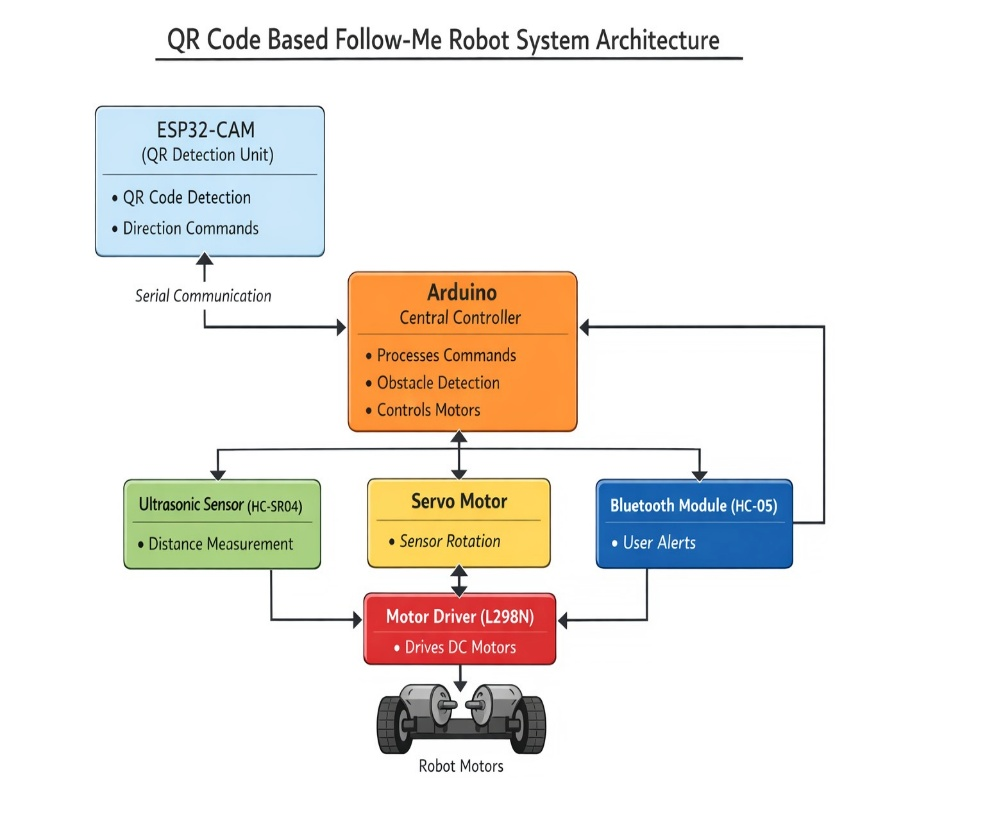 QR Code Based Follow-Me Robot System Architecture
ESP32-CAM
(QR Detection Unit)
• QR Code Detection
• Direction Commands
Serial Communication
Arduino
Central Controller
• Processes Commands
• Obstacle Detection
• Controls Motors
Ultrasonic Sensor (HC-SR04)
• Distance Measurement
Servo Motor
• Sensor Rotation
Bluetooth Module (HC-05)
• User Alerts
Motor Driver (L298N)
• Drives DC Motors
Robot Motors